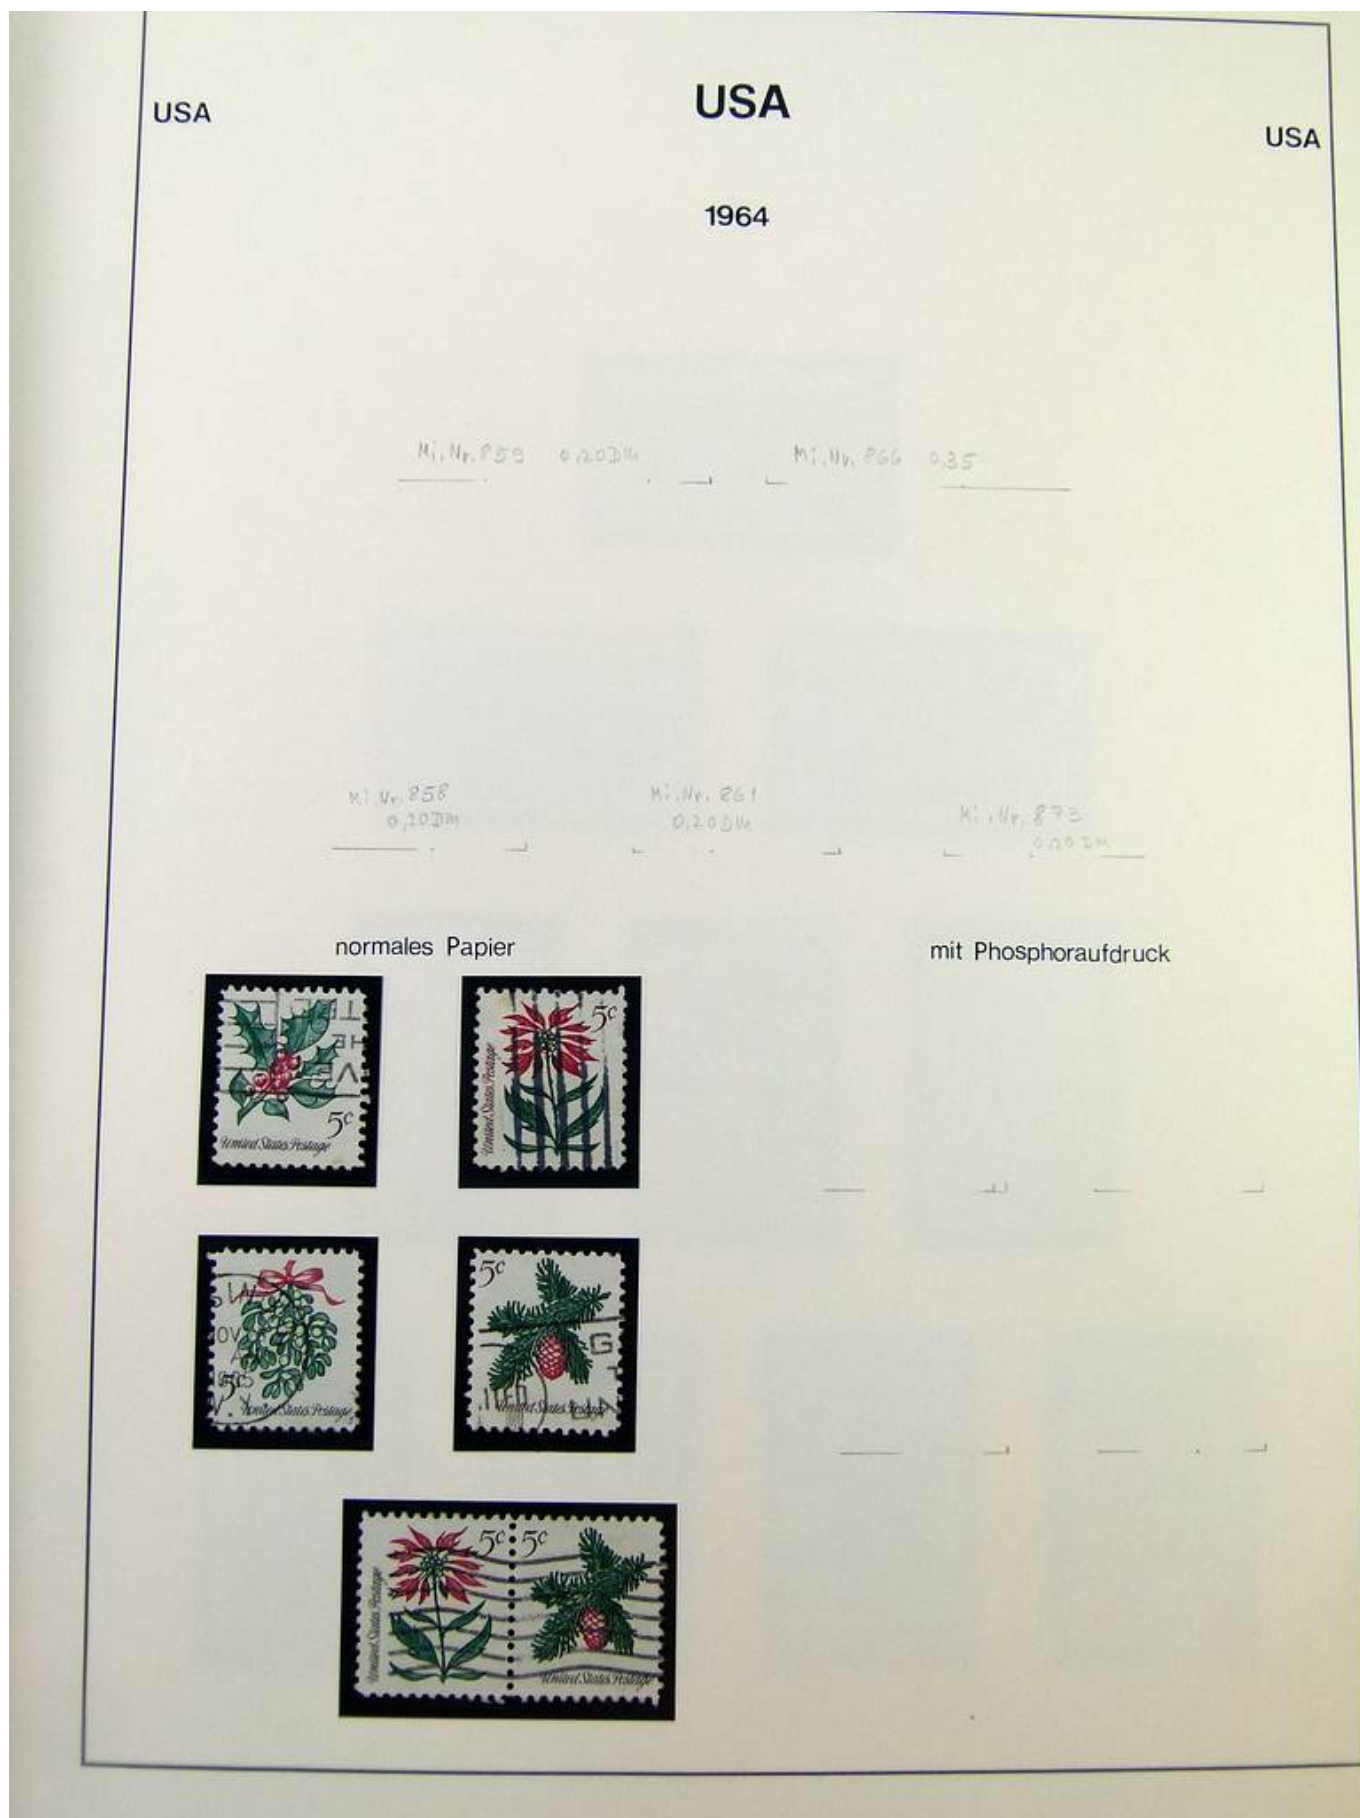 USA
USA
USA
1964
Mi.Nr.859 0,20DM
Mi.Nr.866 0,35
Mi.Nr.858
0,20DM
Mi.Nr.861
0,20DM
Mi.Nr.873
normales Papier
mit Phosphoraufdruck
5c
United States Postage
5c
United States Postage
5c
United States Postage
5c
United States Postage
5c
United States Postage
5c
United States Postage